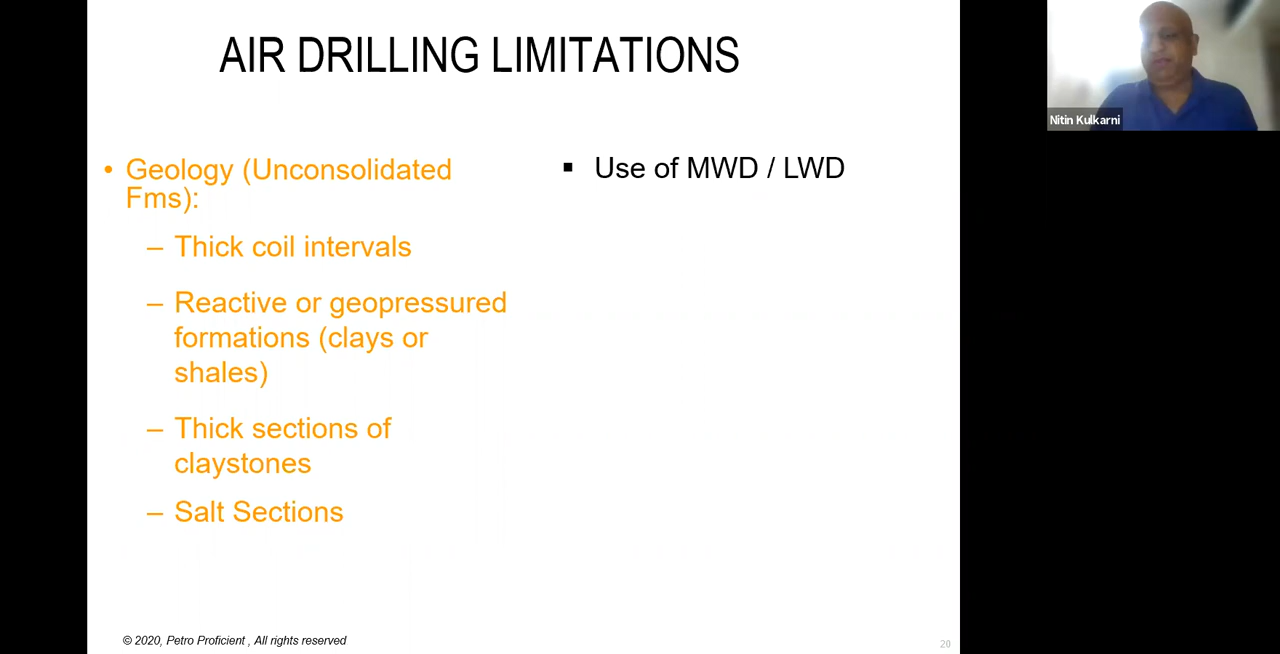 AIR DRILLING LIMITATIONS
• Geology (Unconsolidated
Fms):
– Thick coil intervals
– Reactive or geopressured
formations (clays or
shales)
– Thick sections of
claystones
– Salt Sections
▪ Use of MWD / LWD
© 2020, Petro Proficient , All rights reserved
20
Nitin Kulkarni